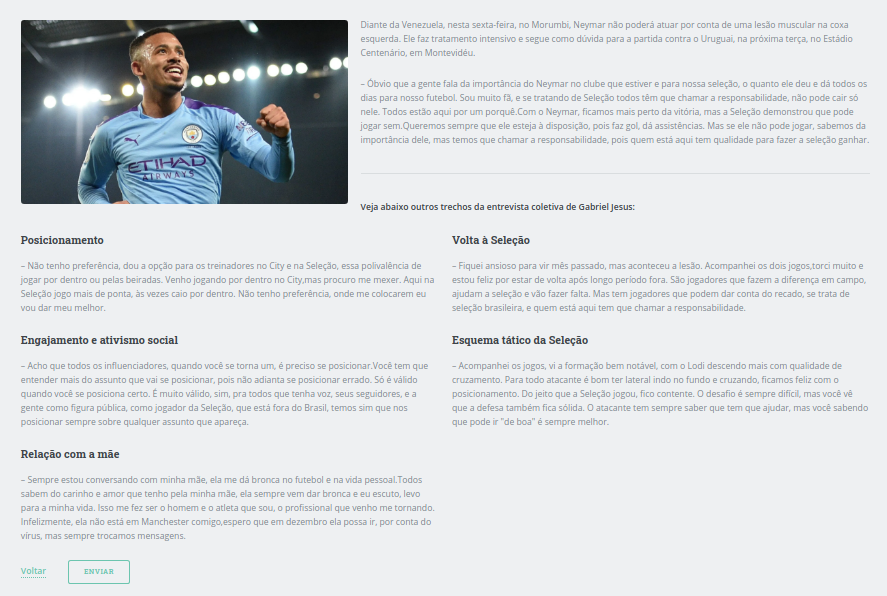 ETIHAD
AIRWAYS
Diante da Venezuela, nesta sexta-feira, no Morumbi, Neymar não poderá atuar por conta de uma lesão muscular na coxa
esquerda. Ele faz tratamento intensivo e segue como dúvida para a partida contra o Uruguai, na próxima terça, no Estádio
Centenário, em Montevidéu.
– Óbvio que a gente fala da importância do Neymar no clube que estiver e para nossa seleção, o quanto ele deu e dá todos os
dias para nosso futebol. Sou muito fã, e se tratando de Seleção todos têm que chamar a responsabilidade, não pode cair só
nele. Todos estão aqui por um porquê.Com o Neymar, ficamos mais perto da vitória, mas a Seleção demonstrou que pode
jogar sem.Queremos sempre que ele esteja à disposição, pois faz gol, dá assistências. Mas se ele não pode jogar, sabemos da
importância dele, mas temos que chamar a responsabilidade, pois quem está aqui tem qualidade para fazer a seleção ganhar.
Veja abaixo outros trechos da entrevista coletiva de Gabriel Jesus:
Posicionamento
– Não tenho preferência, dou a opção para os treinadores no City e na Seleção, essa polivalência de
jogar por dentro ou pelas beiradas. Venho jogando por dentro no City,mas procuro me mexer. Aqui na
Seleção jogo mais de ponta, às vezes caio por dentro. Não tenho preferência, onde me colocarem eu
vou dar meu melhor.
Engajamento e ativismo social
– Acho que todos os influenciadores, quando você se torna um, é preciso se posicionar.Você tem que
entender mais do assunto que vai se posicionar, pois não adianta se posicionar errado. Só é válido
quando você se posiciona certo. É muito válido, sim, pra todos que tenha voz, seus seguidores, e a
gente como figura pública, como jogador da Seleção, que está fora do Brasil, temos sim que nos
posicionar sempre sobre qualquer assunto que apareça.
Relação com a mãe
– Sempre estou conversando com minha mãe, ela me dá bronca no futebol e na vida pessoal.Todos
sabem do carinho e amor que tenho pela minha mãe, ela sempre vem dar bronca e eu escuto, levo
para a minha vida. Isso me fez ser o homem e o atleta que sou, o profissional que venho me tornando.
Infelizmente, ela não está em Manchester comigo,espero que em dezembro ela possa ir, por conta do
vírus, mas sempre trocamos mensagens.
Volta à Seleção
– Fiquei ansioso para vir mês passado, mas aconteceu a lesão. Acompanhei os dois jogos,torci muito e
estou feliz por estar de volta após longo período fora. São jogadores que fazem a diferença em campo,
ajudam a seleção e vão fazer falta. Mas tem jogadores que podem dar conta do recado, se trata de
seleção brasileira, e quem está aqui tem que chamar a responsabilidade.
Esquema tático da Seleção
– Acompanhei os jogos, vi a formação bem notável, com o Lodi descendo mais com qualidade de
cruzamento. Para todo atacante é bom ter lateral indo no fundo e cruzando, ficamos feliz com o
posicionamento. Do jeito que a Seleção jogou, fico contente. O desafio é sempre difícil, mas você vê
que a defesa também fica sólida. O atacante tem sempre saber que tem que ajudar, mas você sabendo
que pode ir "de boa" é sempre melhor.
Voltar
ENVIAR